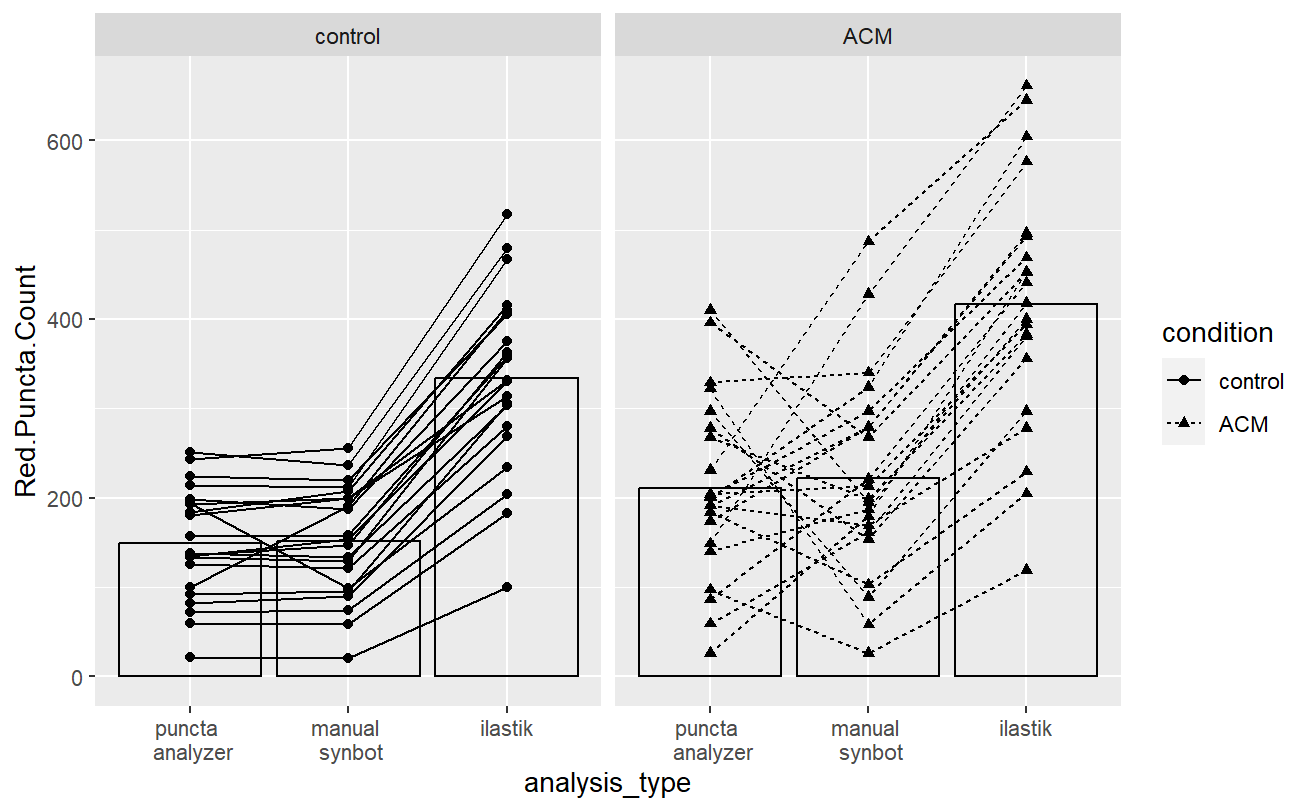 control
ACM
Red.Puncta.Count
600
400
200
0
puncta
analyzer
manual
synbot
ilastik
puncta
analyzer
manual
synbot
ilastik
analysis_type
condition
control
ACM